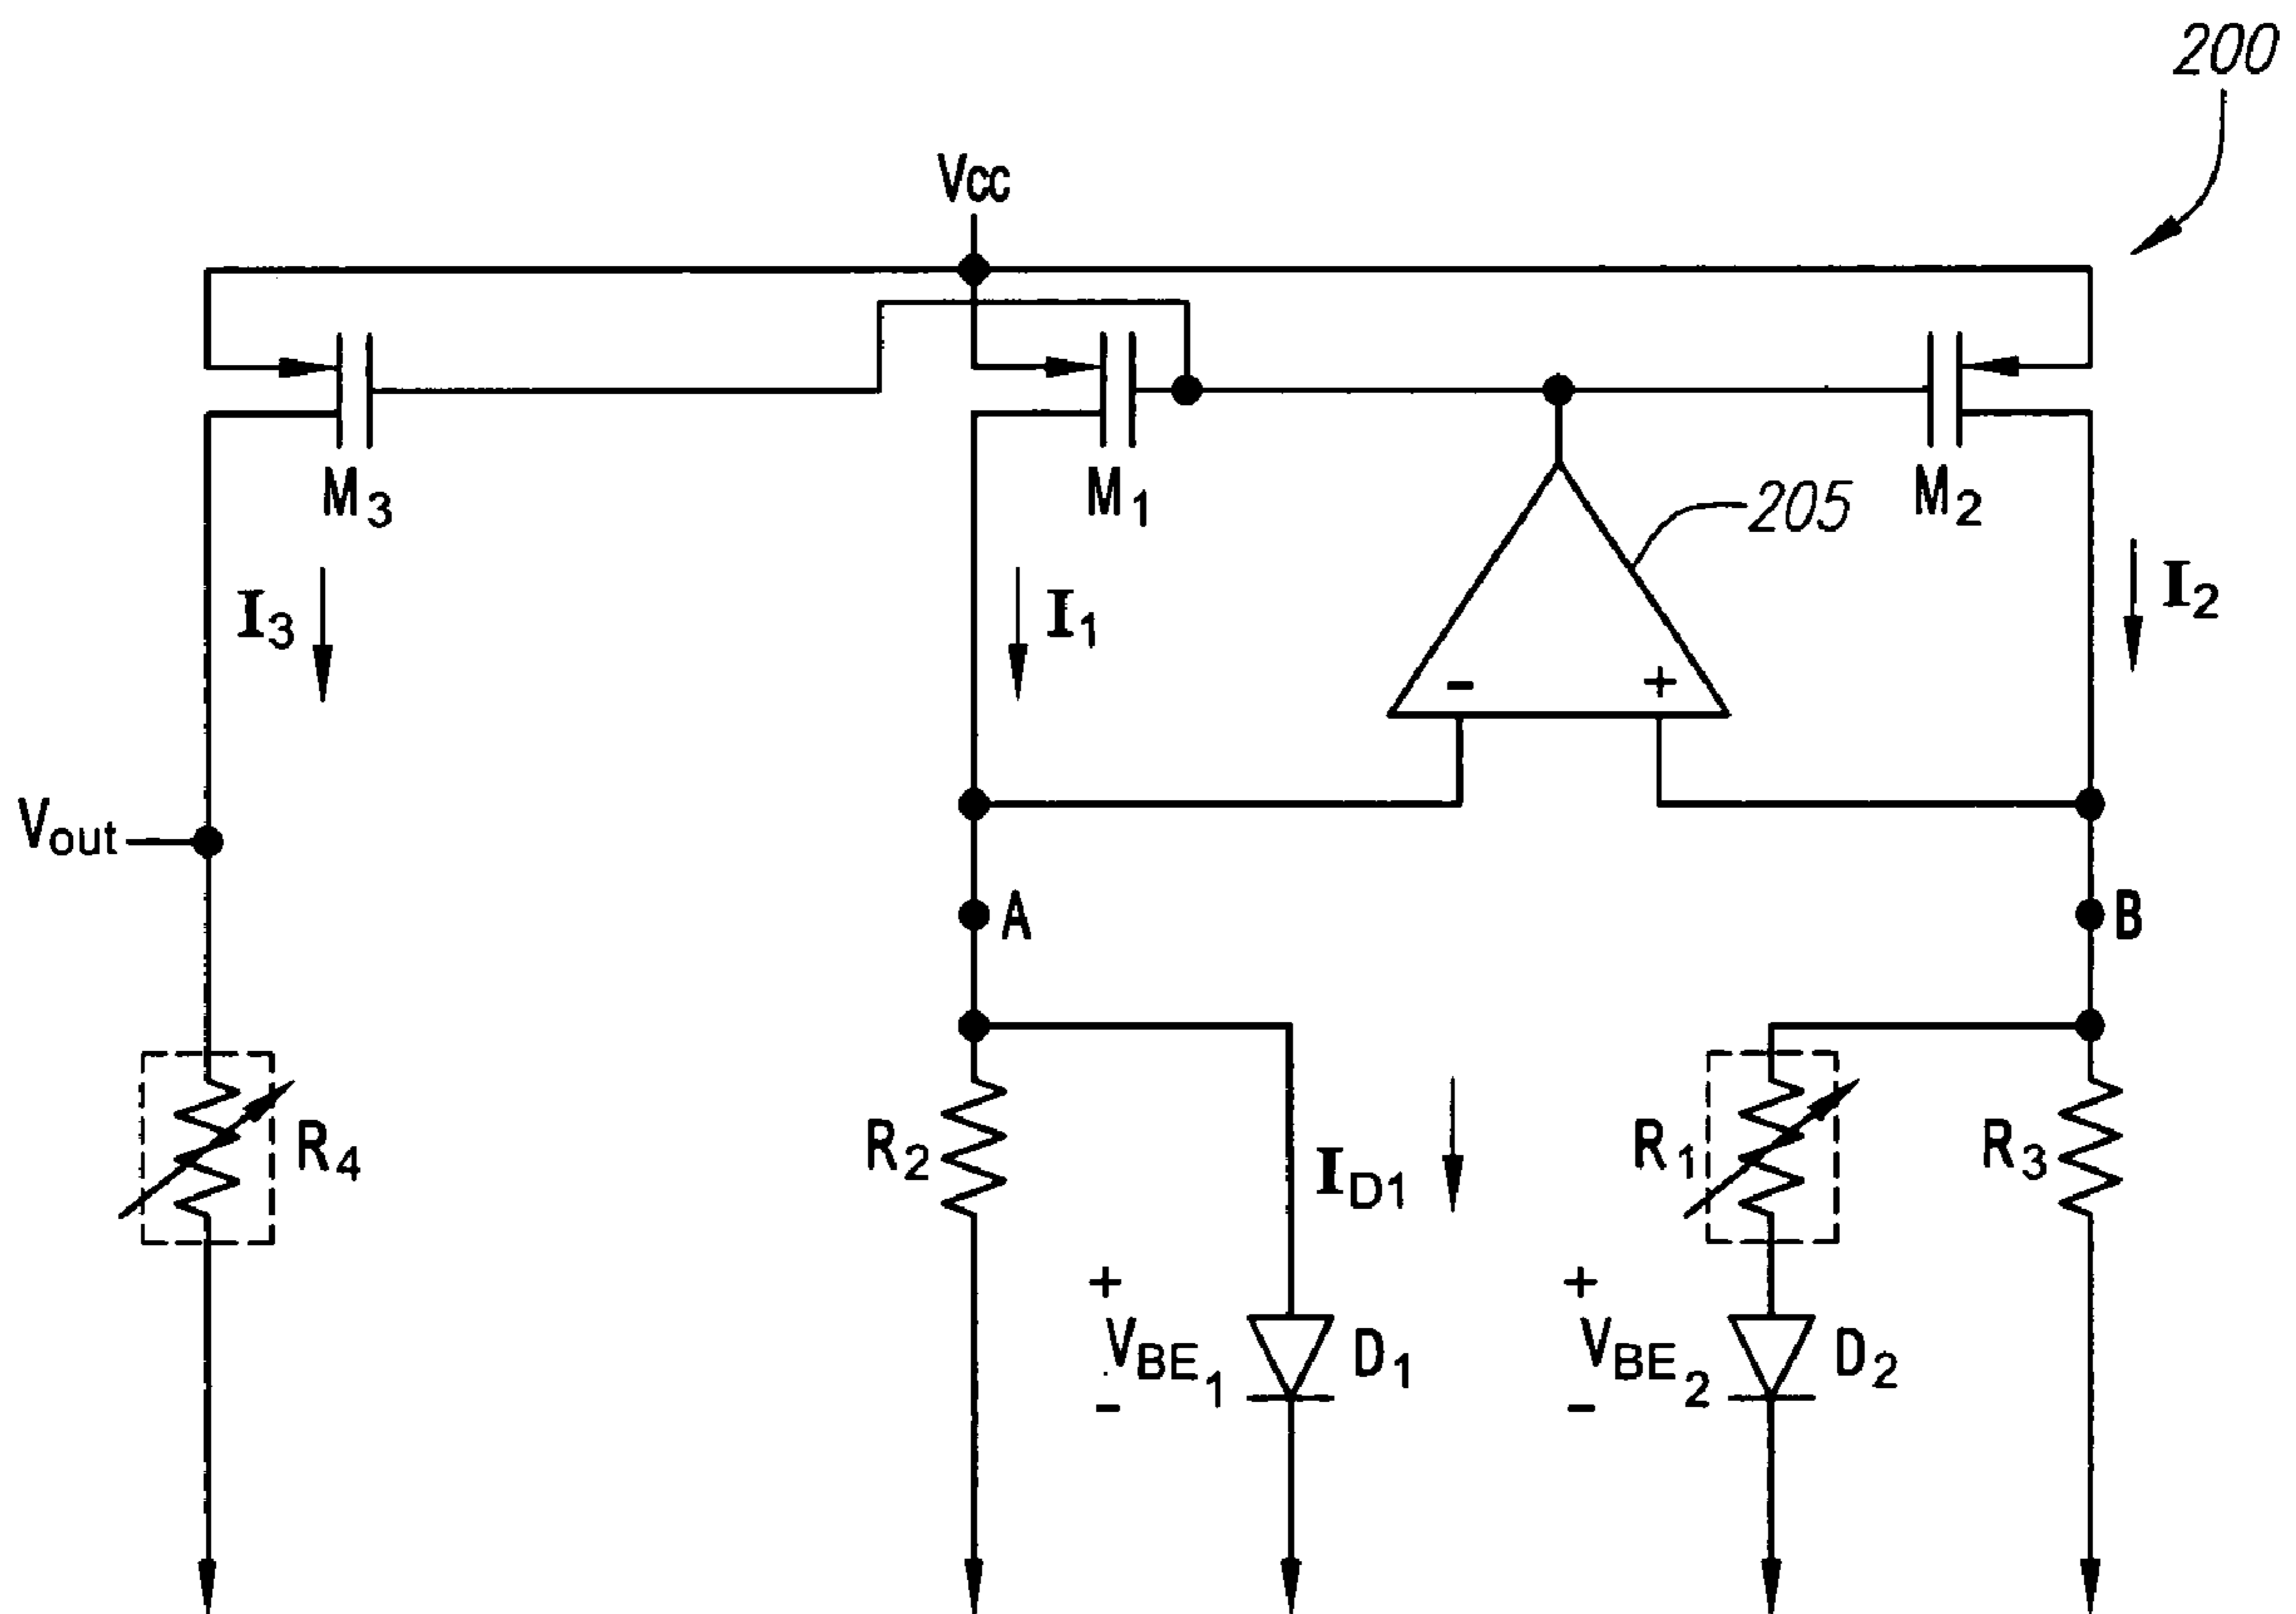 200
Vcc
M3
M1
M2
205
I3
I1
I2
-
+
Vout
A
B
R4
R2
ID1
R1
R3
+
VBE1
-
D1
+
VBE2
-
D2